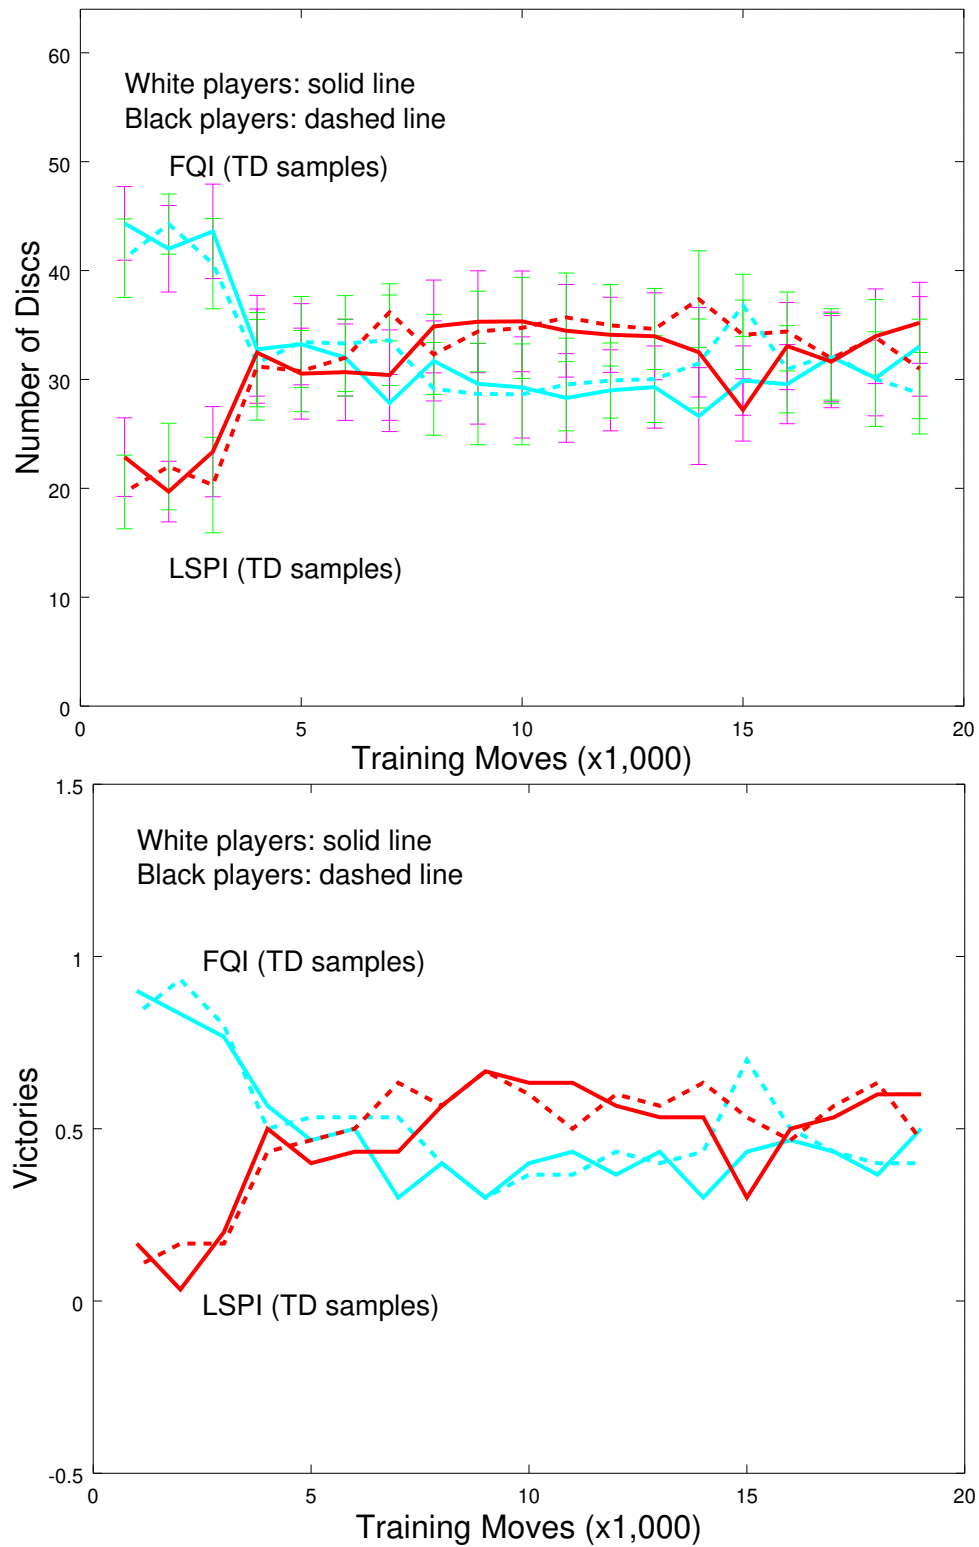 60
White players: solid line
Black players: dashed line
50
FQI (TD samples)
40
Number of Discs
30
20
LSPI (TD samples)
10
0
0 5 10 15 20
Training Moves (x1,000)
1.5
White players: solid line
Black players: dashed line
1
FQI (TD samples)
Victories
0.5
0
LSPI (TD samples)
-0.5
0 5 10 15 20
Training Moves (x1,000)